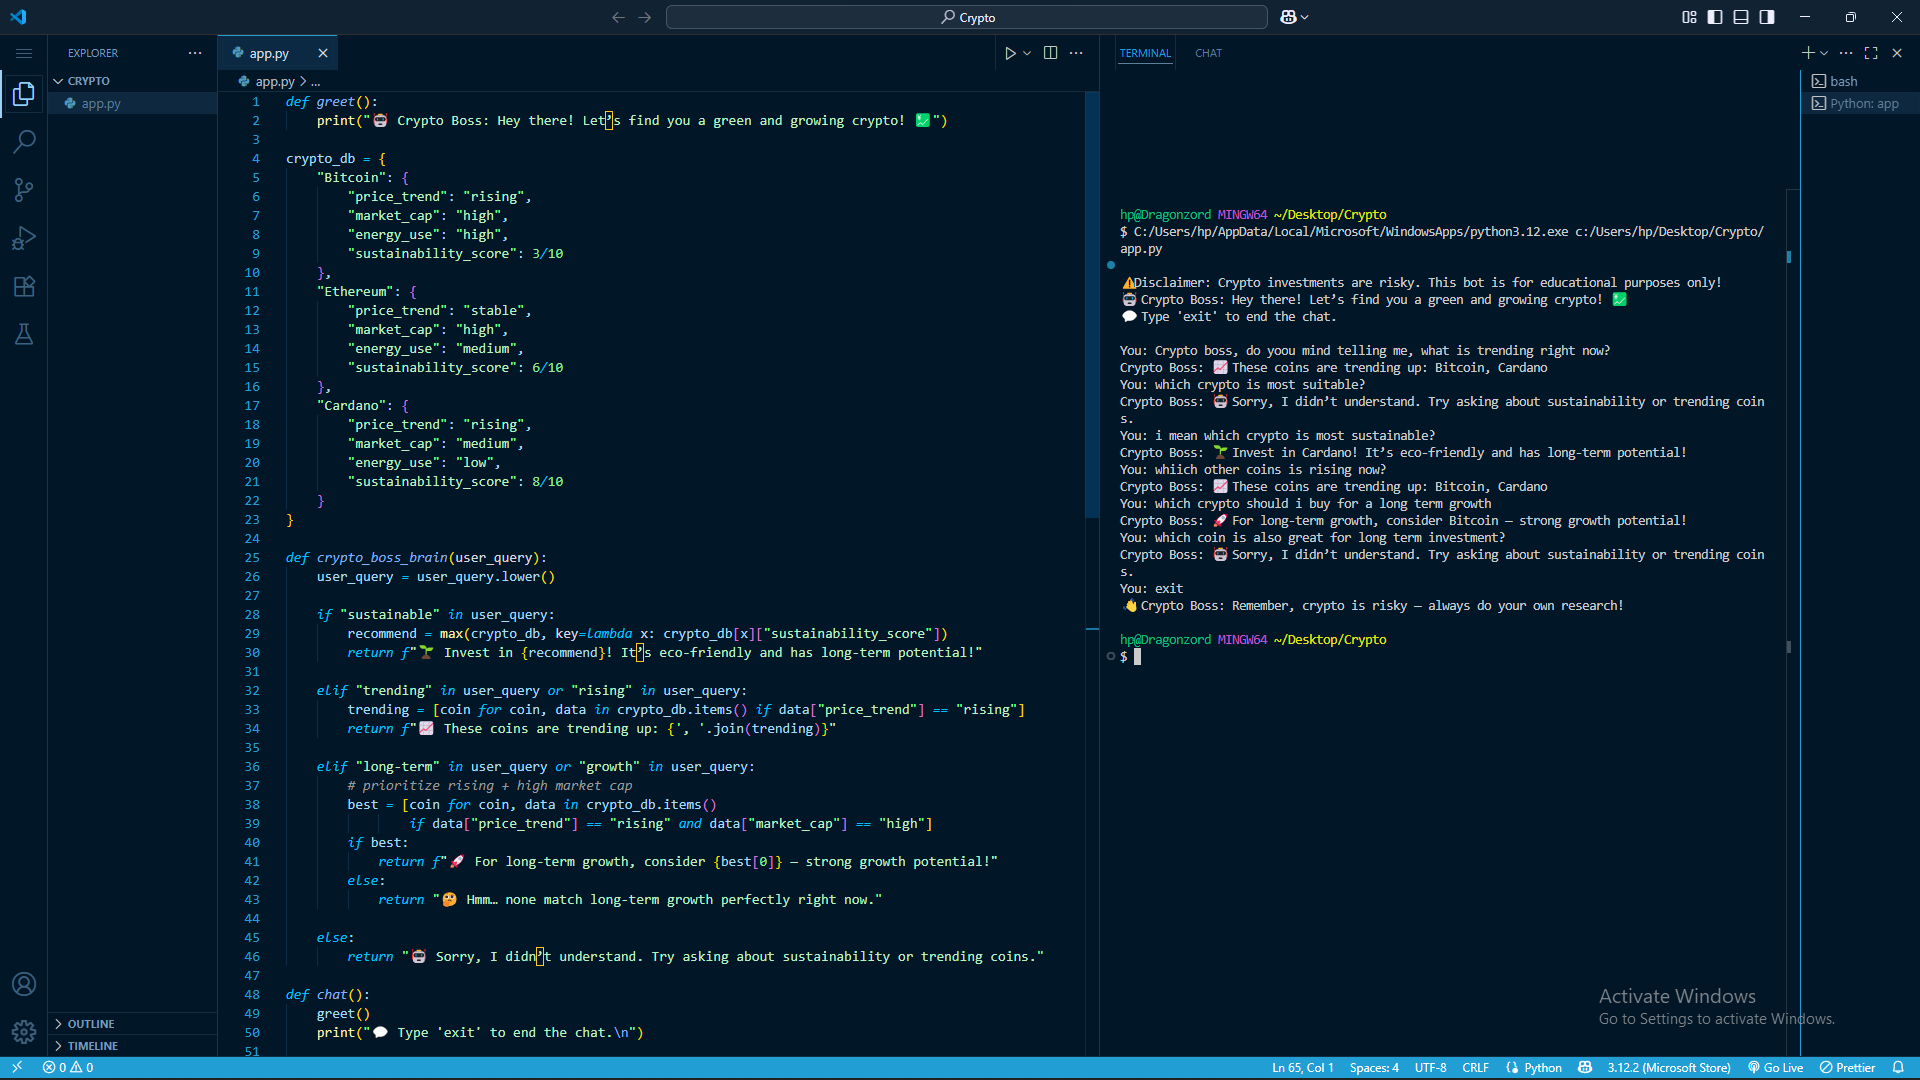 Crypto
EXPLORER
CRYPTO
app.py
OUTLINE
TIMELINE
app.py
app.py > ...
1 def greet():
2 print("🤖 Crypto Boss: Hey there! Let’s find you a green and growing crypto! 💹")
3
4 crypto_db = {
5 "Bitcoin": {
6 "price_trend": "rising",
7 "market_cap": "high",
8 "energy_use": "high",
9 "sustainability_score": 3/10
10 },
11 "Ethereum": {
12 "price_trend": "stable",
13 "market_cap": "high",
14 "energy_use": "medium",
15 "sustainability_score": 6/10
16 },
17 "Cardano": {
18 "price_trend": "rising",
19 "market_cap": "medium",
20 "energy_use": "low",
21 "sustainability_score": 8/10
22 }
23 }
24
25 def crypto_boss_brain(user_query):
26 user_query = user_query.lower()
27
28 if "sustainable" in user_query:
29 recommend = max(crypto_db, key=lambda x: crypto_db[x]["sustainability_score"])
30 return f"🌱 Invest in {recommend}! It’s eco-friendly and has long-term potential!"
31
32 elif "trending" in user_query or "rising" in user_query:
33 trending = [coin for coin, data in crypto_db.items() if data["price_trend"] == "rising"]
34 return f"📈 These coins are trending up: {', '.join(trending)}"
35
36 elif "long-term" in user_query or "growth" in user_query:
37 # prioritize rising + high market cap
38 best = [coin for coin, data in crypto_db.items()
39 if data["price_trend"] == "rising" and data["market_cap"] == "high"]
40 if best:
41 return f"🚀 For long-term growth, consider {best[0]} — strong growth potential!"
42 else:
43 return "🤔 Hmm… none match long-term growth perfectly right now."
44
45 else:
46 return "🤖 Sorry, I didn’t understand. Try asking about sustainability or trending coins."
47
48 def chat():
49 greet()
50 print("💬 Type 'exit' to end the chat.\n")
51
TERMINAL CHAT
bash
Python: app
hp@Dragonzord MINGW64 ~/Desktop/Crypto
$ C:/Users/hp/AppData/Local/Microsoft/WindowsApps/python3.12.exe c:/Users/hp/Desktop/Crypto/
app.py
⚠️Disclaimer: Crypto investments are risky. This bot is for educational purposes only!
🤖 Crypto Boss: Hey there! Let’s find you a green and growing crypto! 💹
💬 Type 'exit' to end the chat.
You: Crypto boss, do yoou mind telling me, what is trending right now?
Crypto Boss: 📈 These coins are trending up: Bitcoin, Cardano
You: which crypto is most suitable?
Crypto Boss: 🤖 Sorry, I didn’t understand. Try asking about sustainability or trending coin
s.
You: i mean which crypto is most sustainable?
Crypto Boss: 🌱 Invest in Cardano! It’s eco-friendly and has long-term potential!
You: whiich other coins is rising now?
Crypto Boss: 📈 These coins are trending up: Bitcoin, Cardano
You: which crypto should i buy for a long term growth
Crypto Boss: 🚀 For long-term growth, consider Bitcoin — strong growth potential!
You: which coin is also great for long term investment?
Crypto Boss: 🤖 Sorry, I didn’t understand. Try asking about sustainability or trending coin
s.
You: exit
👋 Crypto Boss: Remember, crypto is risky — always do your own research!
hp@Dragonzord MINGW64 ~/Desktop/Crypto
$
Activate Windows
Go to Settings to activate Windows.
0 0
Ln 65, Col 1 Spaces: 4 UTF-8 CRLF Python 3.12.2 (Microsoft Store) Go Live Prettier